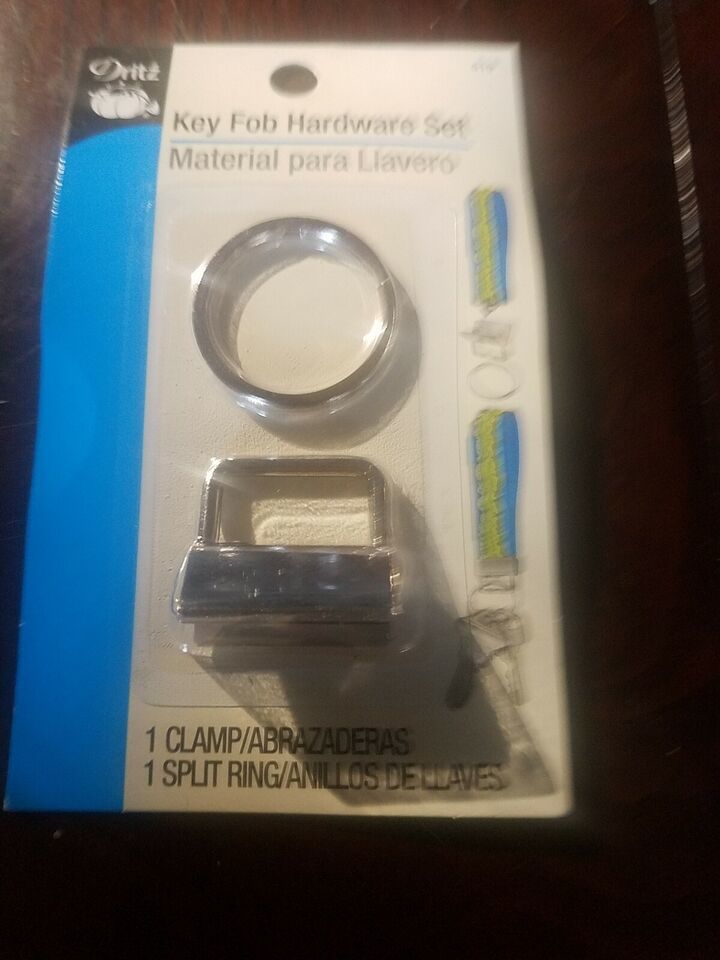 Dritz
Key Fob Hardware Set
Material para Llavero
1 CLAMP/ABRAZADERAS
1 SPLIT RING/ANILLOS DE LLAVES